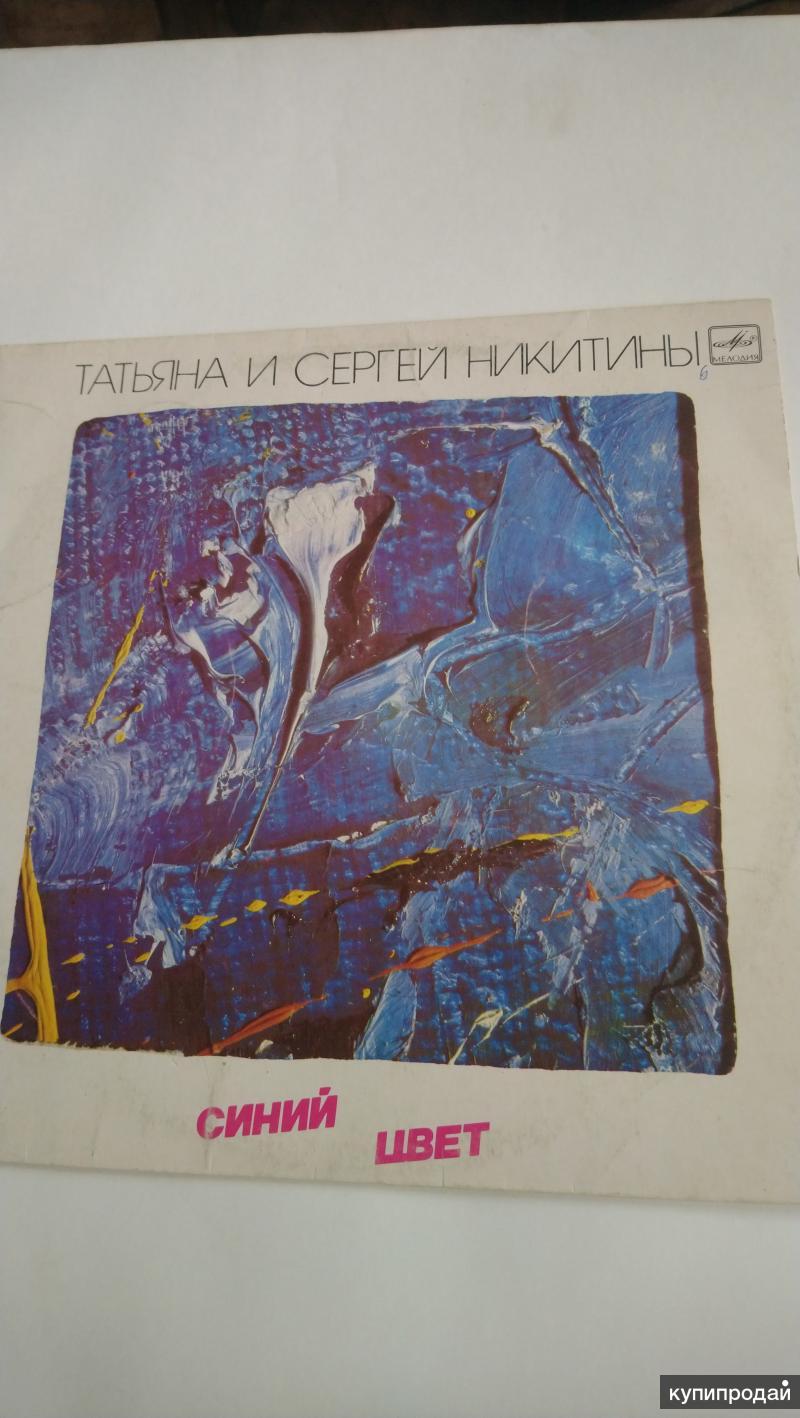 ТАТЬЯНА И СЕРГЕЙ НИКИТИНЫ
МЕЛОДИЯ
СИНИЙ
ЦВЕТ
купипродай